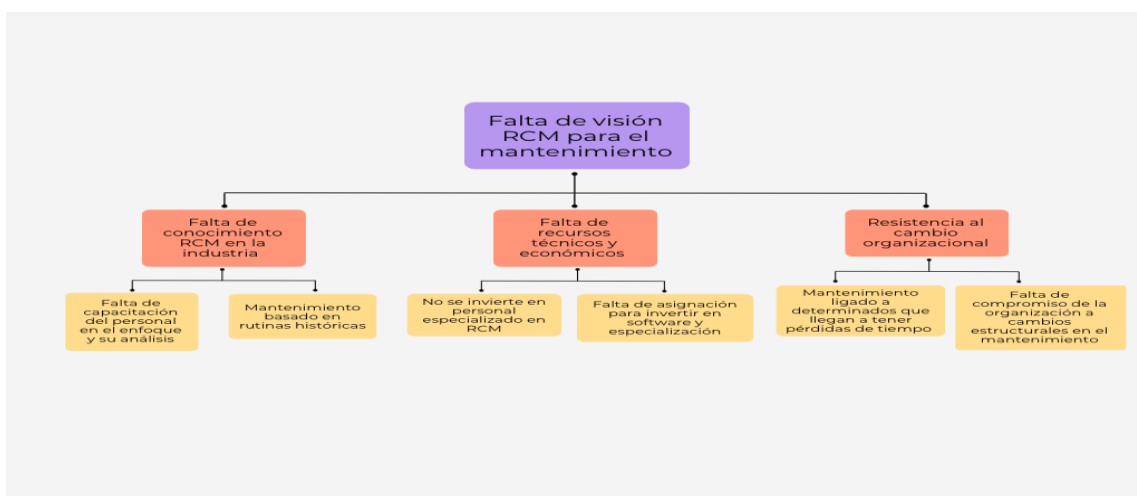 Falta de visión
RCM para el
mantenimiento
Falta de
conocimiento
RCM en la
industria
Falta de
recursos
técnicos y
económicos
Resistencia al
cambio
organizacional
Falta de
capacitación
del personal
en el enfoque
y su análisis
Mantenimiento
basado en
rutinas históricas
No se invierte en
personal
especializado en
RCM
Falta de asignación
para invertir en
software y
especialización
Mantenimiento
ligado a
determinados que
llegan a tener
pérdidas de tiempo
Falta de
compromiso de la
organización a
cambios
estructurales en el
mantenimiento